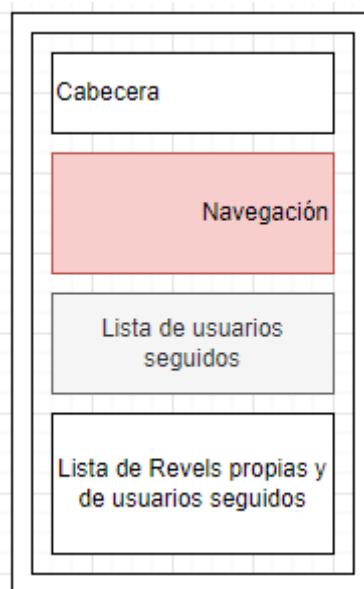 Cabecera
Navegación
Lista de usuarios
seguidos
Lista de Revels propias y
de usuarios seguidos